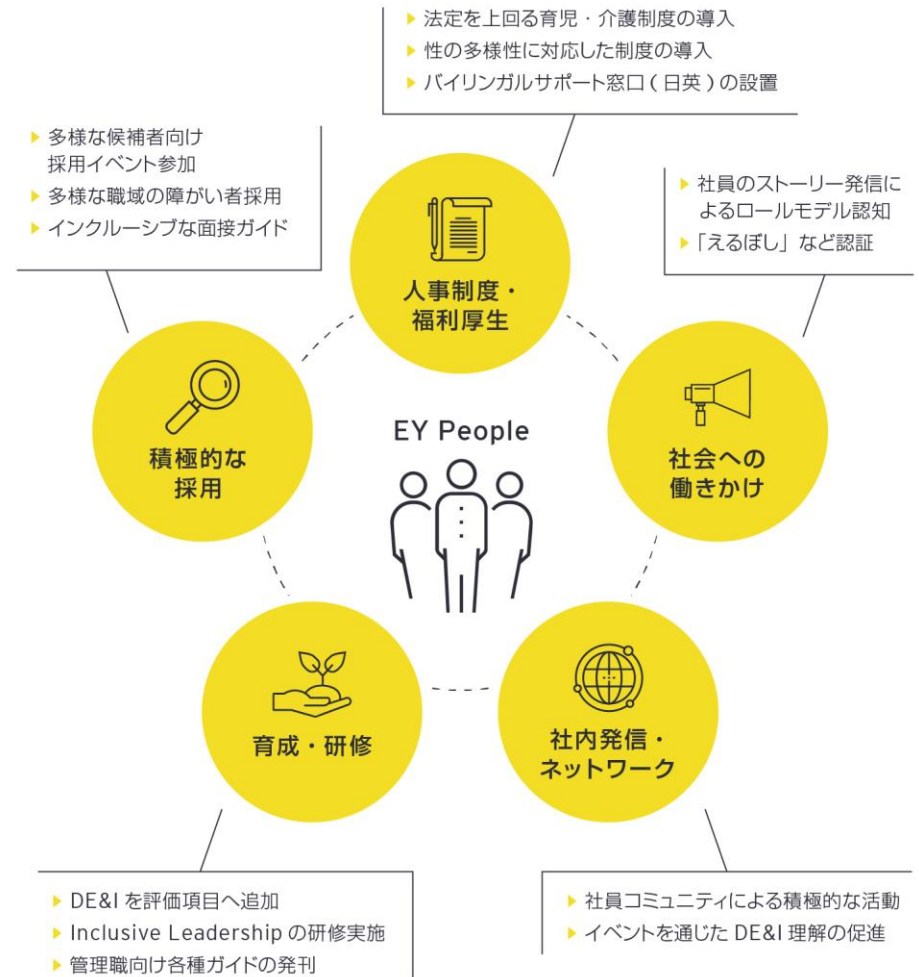 ▶ 法定を上回る育児・介護制度の導入
▶ 性の多様性に対応した制度の導入
▶ バイリンガルサポート窓口(日英)の設置
▶ 多様な候補者向け
採用イベント参加
▶ 多様な職域の障がい者採用
▶ インクルーシブな面接ガイド
▶ 社員のストーリー発信に
よるロールモデル認知
▶ 「えるぼし」など認証
人事制度・
福利厚生
積極的な
採用
EY People
社会への
働きかけ
育成・研修
社内発信・
ネットワーク
▶ DE&I を評価項目へ追加
▶ Inclusive Leadership の研修実施
▶ 管理職向け各種ガイドの発刊
▶ 社員コミュニティによる積極的な活動
▶ イベントを通じた DE&I 理解の促進